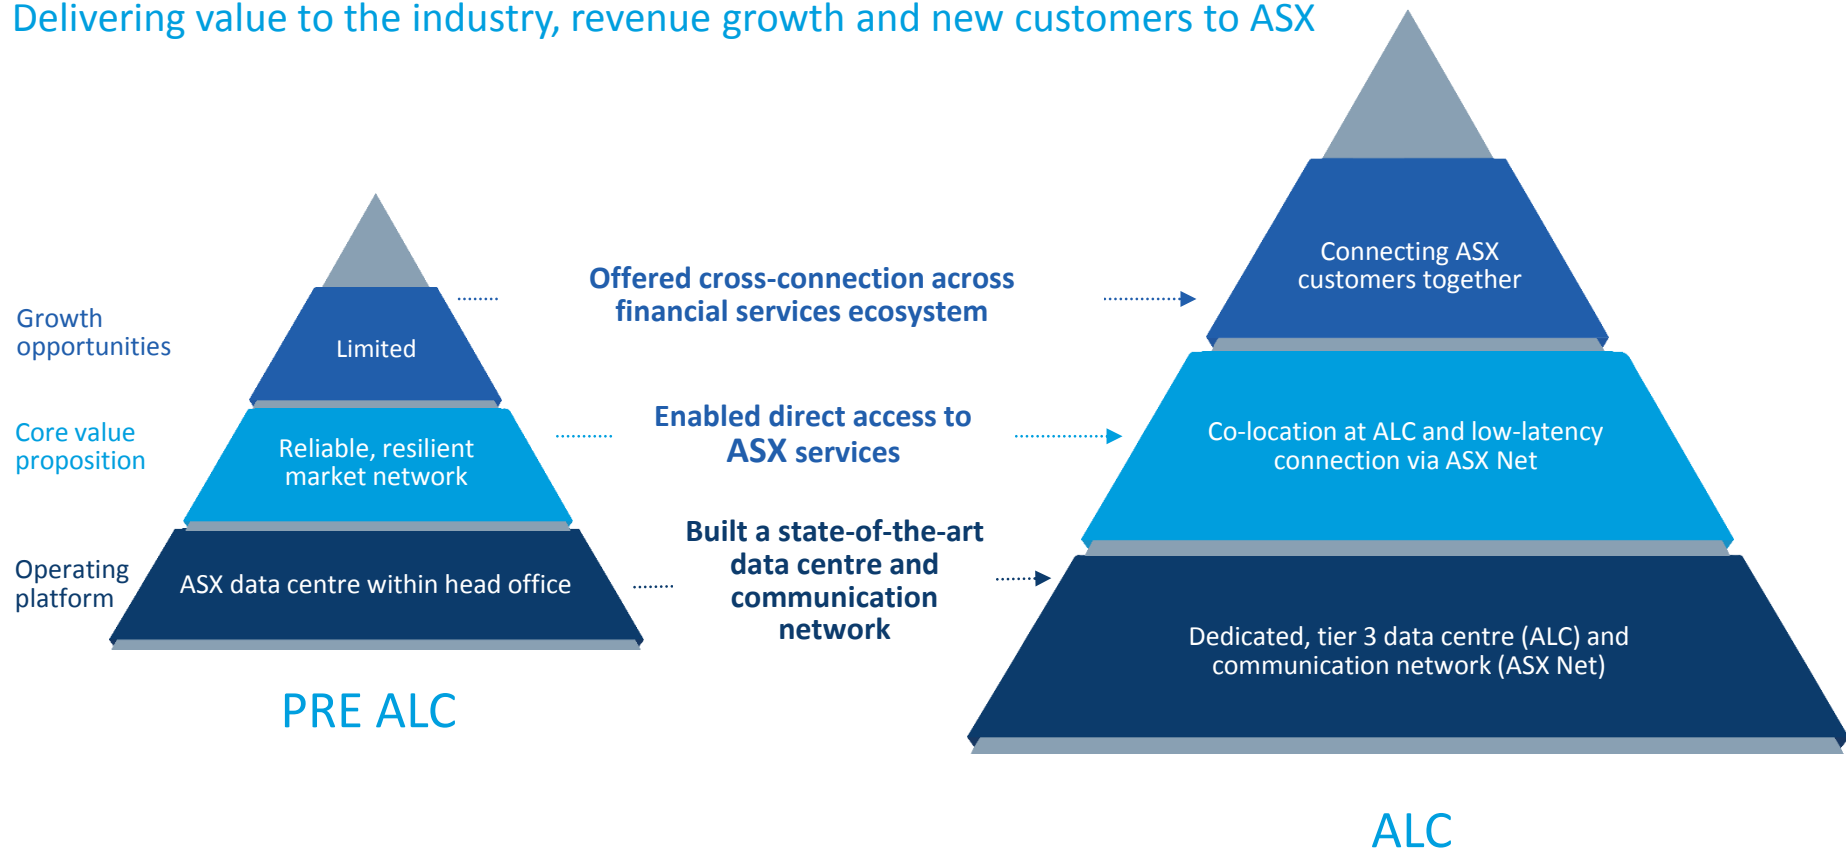 Delivering value to the industry, revenue growth and new customers to ASX
Growth
opportunities
Limited
Offered cross-connection across
financial services ecosystem
Connecting ASX
customers together
Core value
proposition
Reliable, resilient
market network
Enabled direct access to
ASX services
Co-location at ALC and low-latency
connection via ASX Net
Operating
platform
ASX data centre within head office
Built a state-of-the-art
data centre and
communication
network
Dedicated, tier 3 data centre (ALC) and
communication network (ASX Net)
PRE ALC
ALC